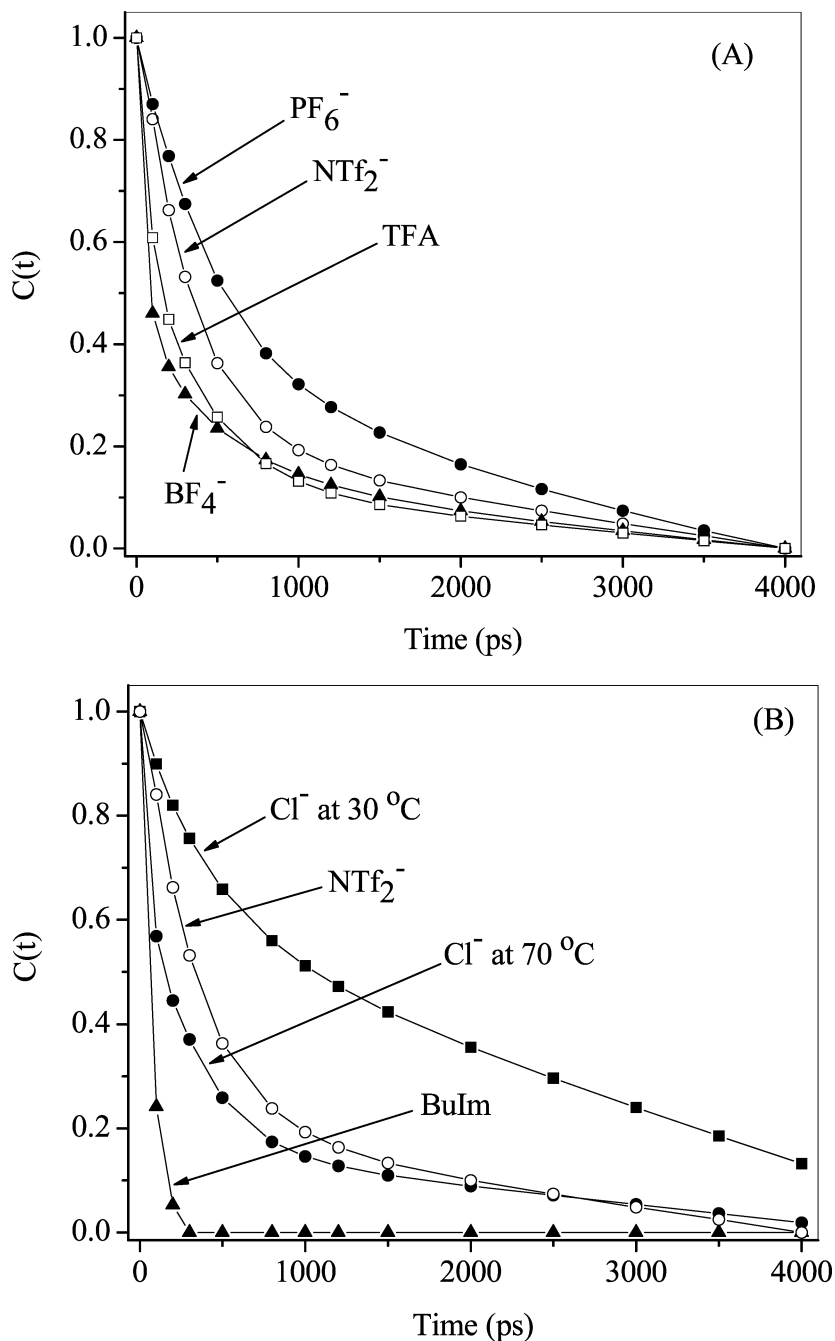 (A)
1.0
PF6-
0.8
NTf2-
0.6
TFA
C(t)
0.4
0.2
BF4-
0.0
0 1000 2000 3000 4000
Time (ps)
(B)
1.0
Cl- at 30 oC
0.8
NTf2-
0.6
Cl- at 70 oC
C(t)
0.4
BuIm
0.2
0.0
0 1000 2000 3000 4000
Time (ps)